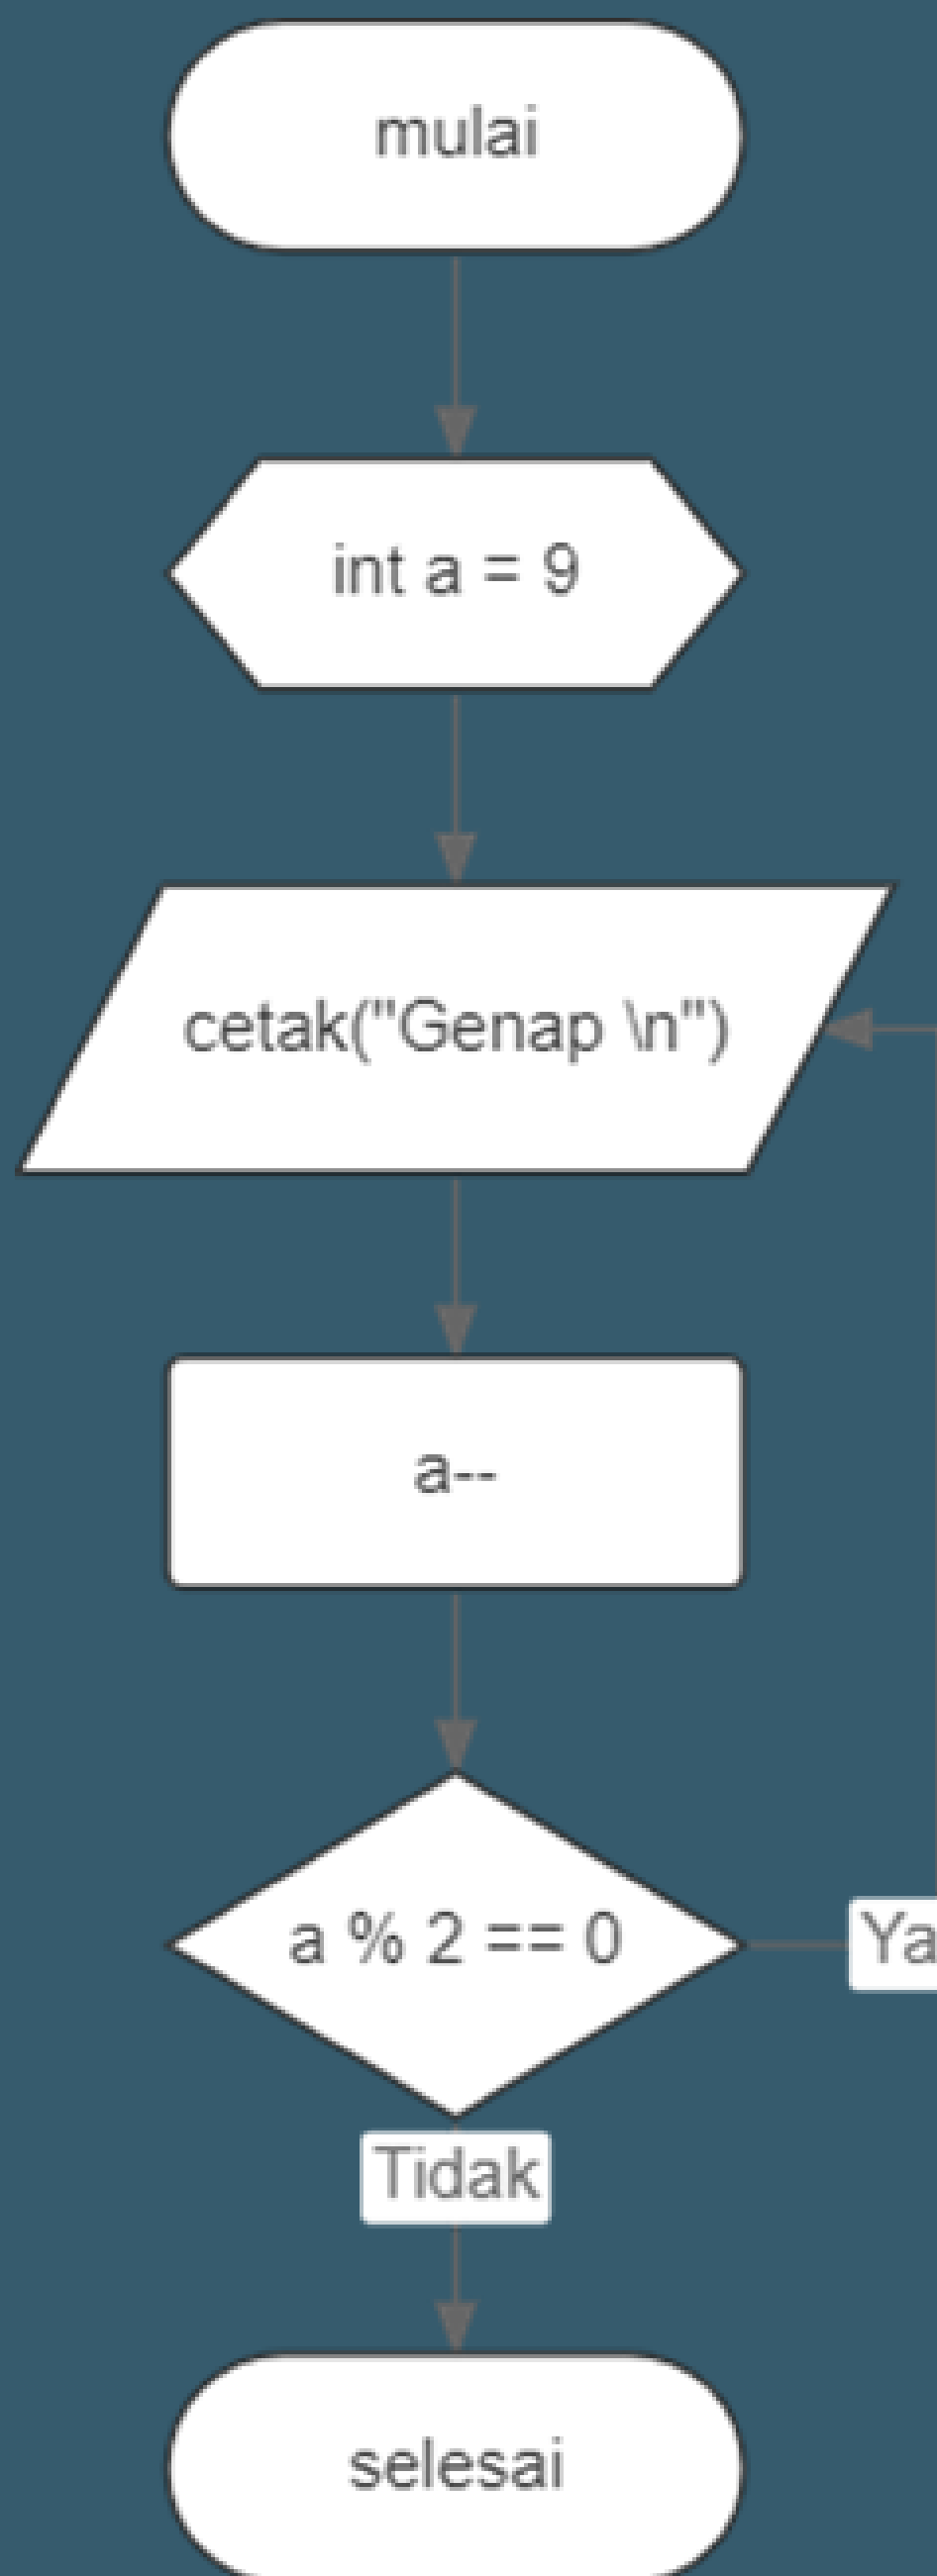 mulai
int a = 9
cetak("Genap \n")
a--
a % 2 == 0
Ya
Tidak
selesai